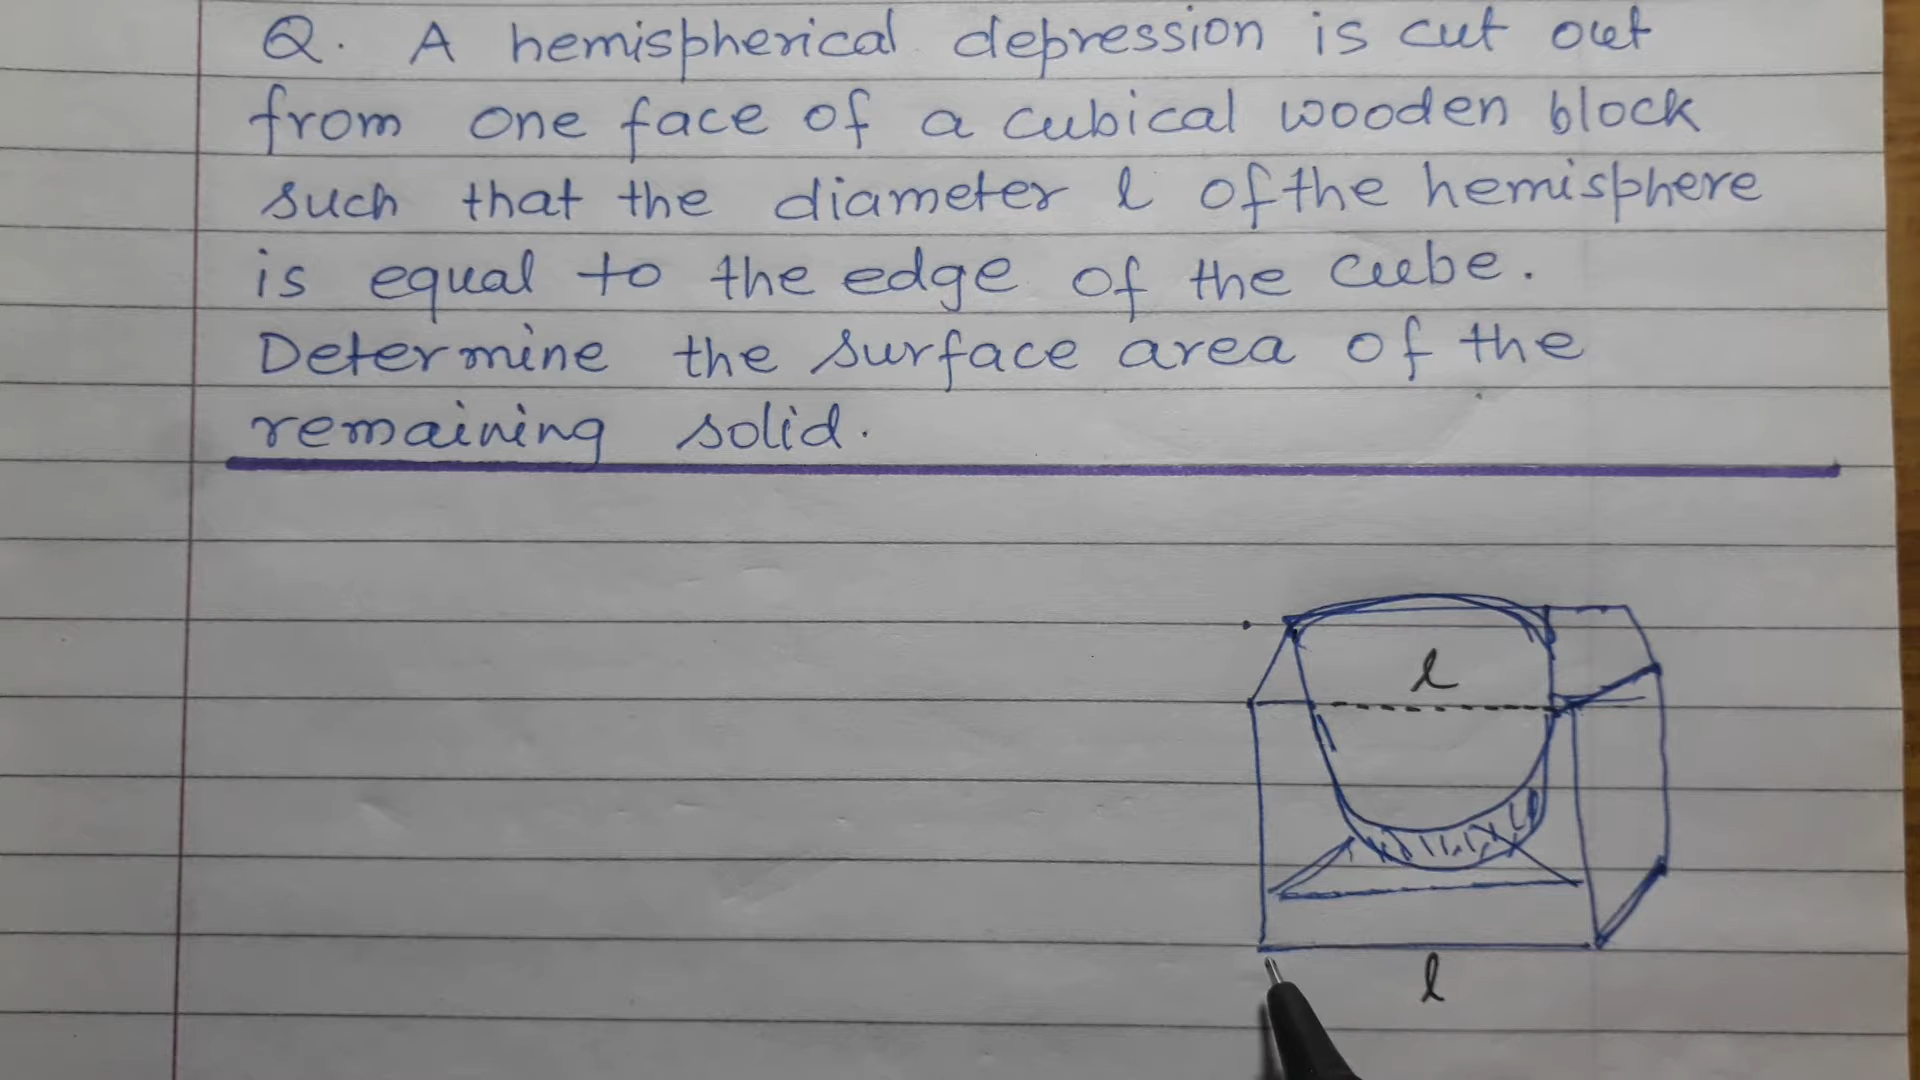 Q. A hemispherical depression is cut out
from one face of a cubical wooden block
such that the diameter l of the hemisphere
is equal to the edge of the cube.
Determine the surface area of the
remaining solid.
l
l